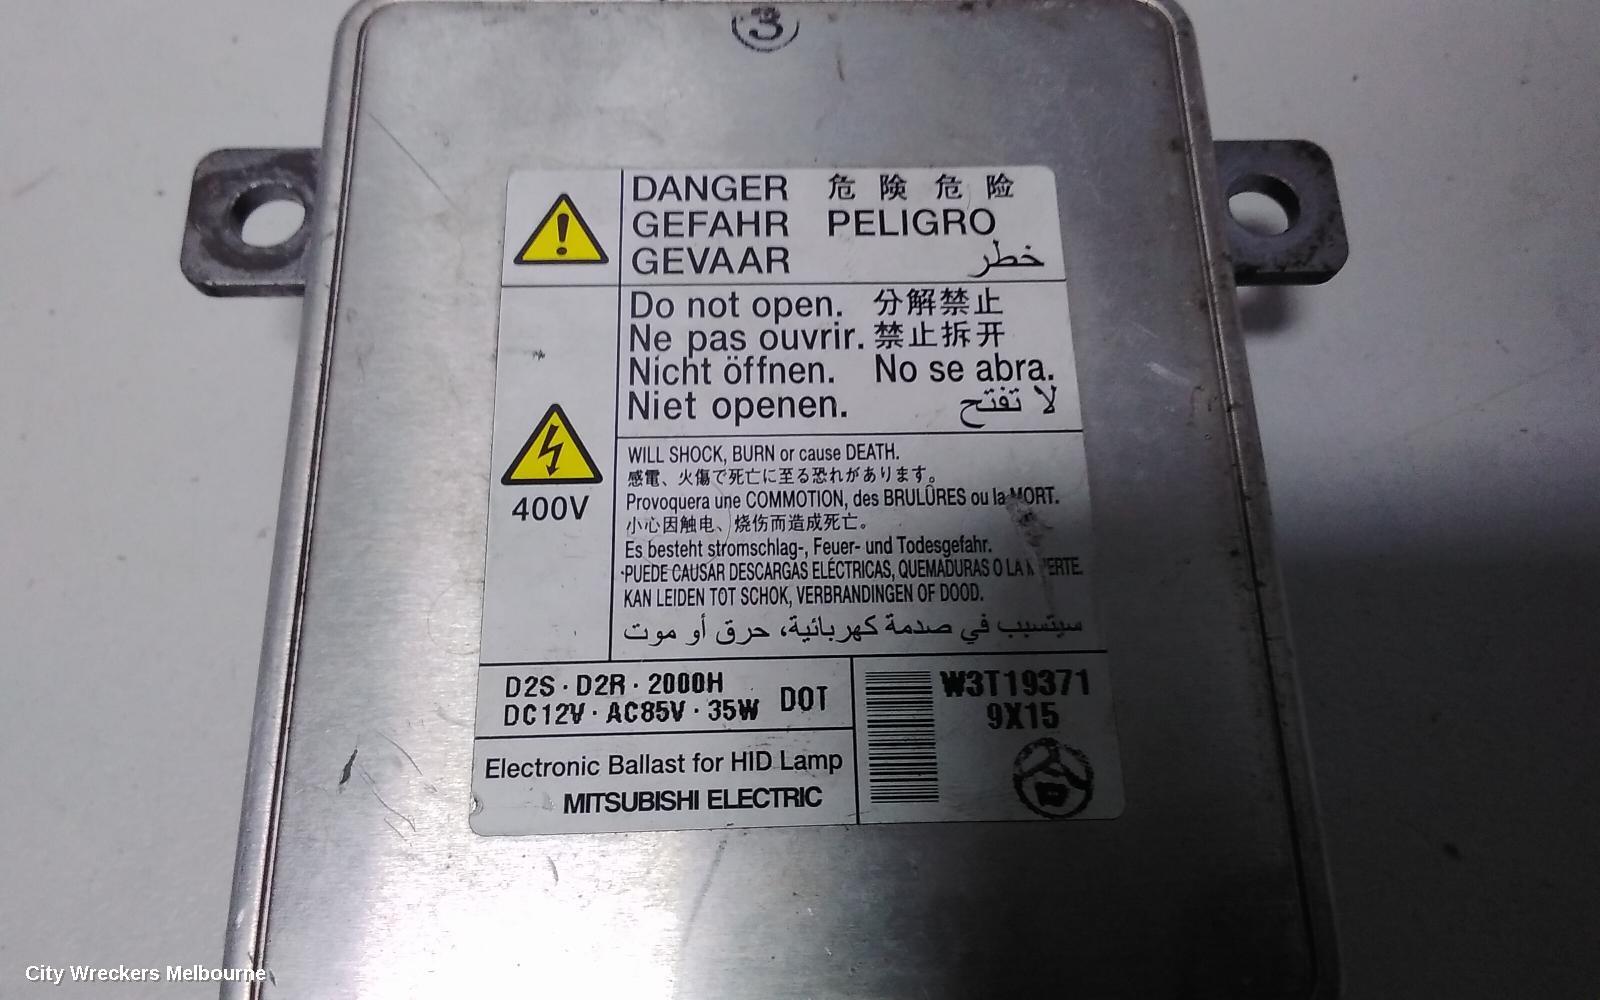 3
DANGER 危 険 危 险
GEFAHR PELIGRO
GEVAAR خطر
Do not open. 分解禁止
Ne pas ouvrir. 禁止拆开
Nicht öffnen. No se abra.
Niet openen. لا تفتح
400V
WILL SHOCK, BURN or cause DEATH.
感電、火傷で死亡に至る恐れがあります。
Provoquera une COMMOTION, des BRULÛRES ou la MORT.
小心因触电、烧伤而造成死亡。
Es besteht stromschlag-, Feuer- und Todesgefahr.
PUEDE CAUSAR DESCARGAS ELÉCTRICAS, QUEMADURAS O LA
KAN LEIDEN TOT SCHOK, VERBRANDINGEN OF DOOD.
سيتسبب في صدمة كهربائية، حرق أو موت
D2S · D2R · 2000H
DC12V · AC85V · 35W DOT
W3T19371
9X15
合
Electronic Ballast for HID Lamp
MITSUBISHI ELECTRIC
City Wreckers Melbourne